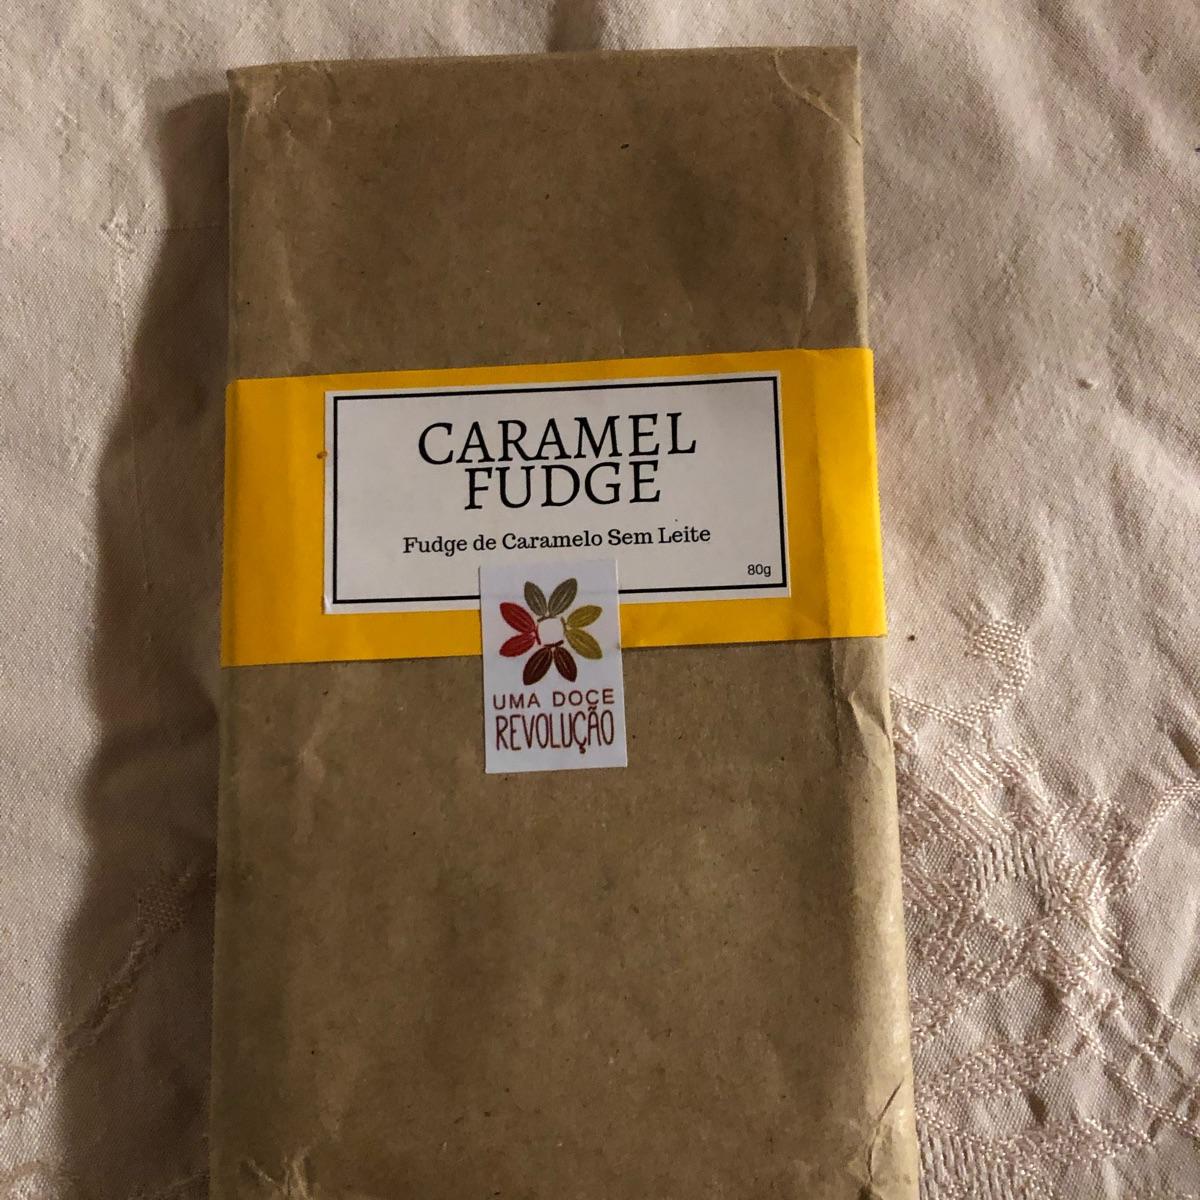 CARAMEL
FUDGE
Fudge de Caramelo Sem Leite
80g
UMA DOCE
REVOLUÇÃO